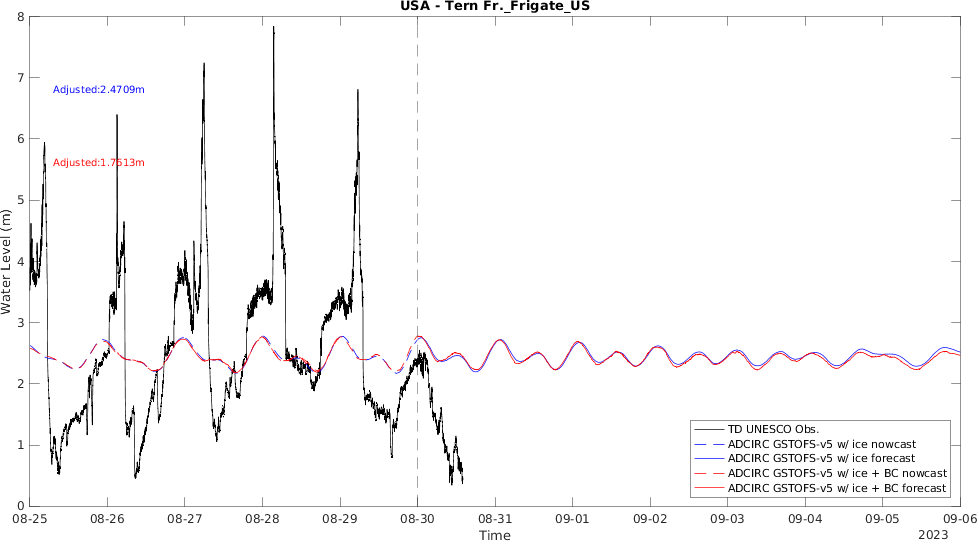 USA - Tern Fr._Frigate_US
8
7
6
5
4
3
2
1
0
Water Level (m)
Adjusted:2.4709m
Adjusted:1.7513m
TD UNESCO Obs.
ADCIRC GSTOFS-v5 w/ ice nowcast
ADCIRC GSTOFS-v5 w/ ice forecast
ADCIRC GSTOFS-v5 w/ ice + BC nowcast
ADCIRC GSTOFS-v5 w/ ice + BC forecast
08-25 08-26 08-27 08-28 08-29 08-30 08-31 09-01 09-02 09-03 09-04 09-05 09-06
Time
2023